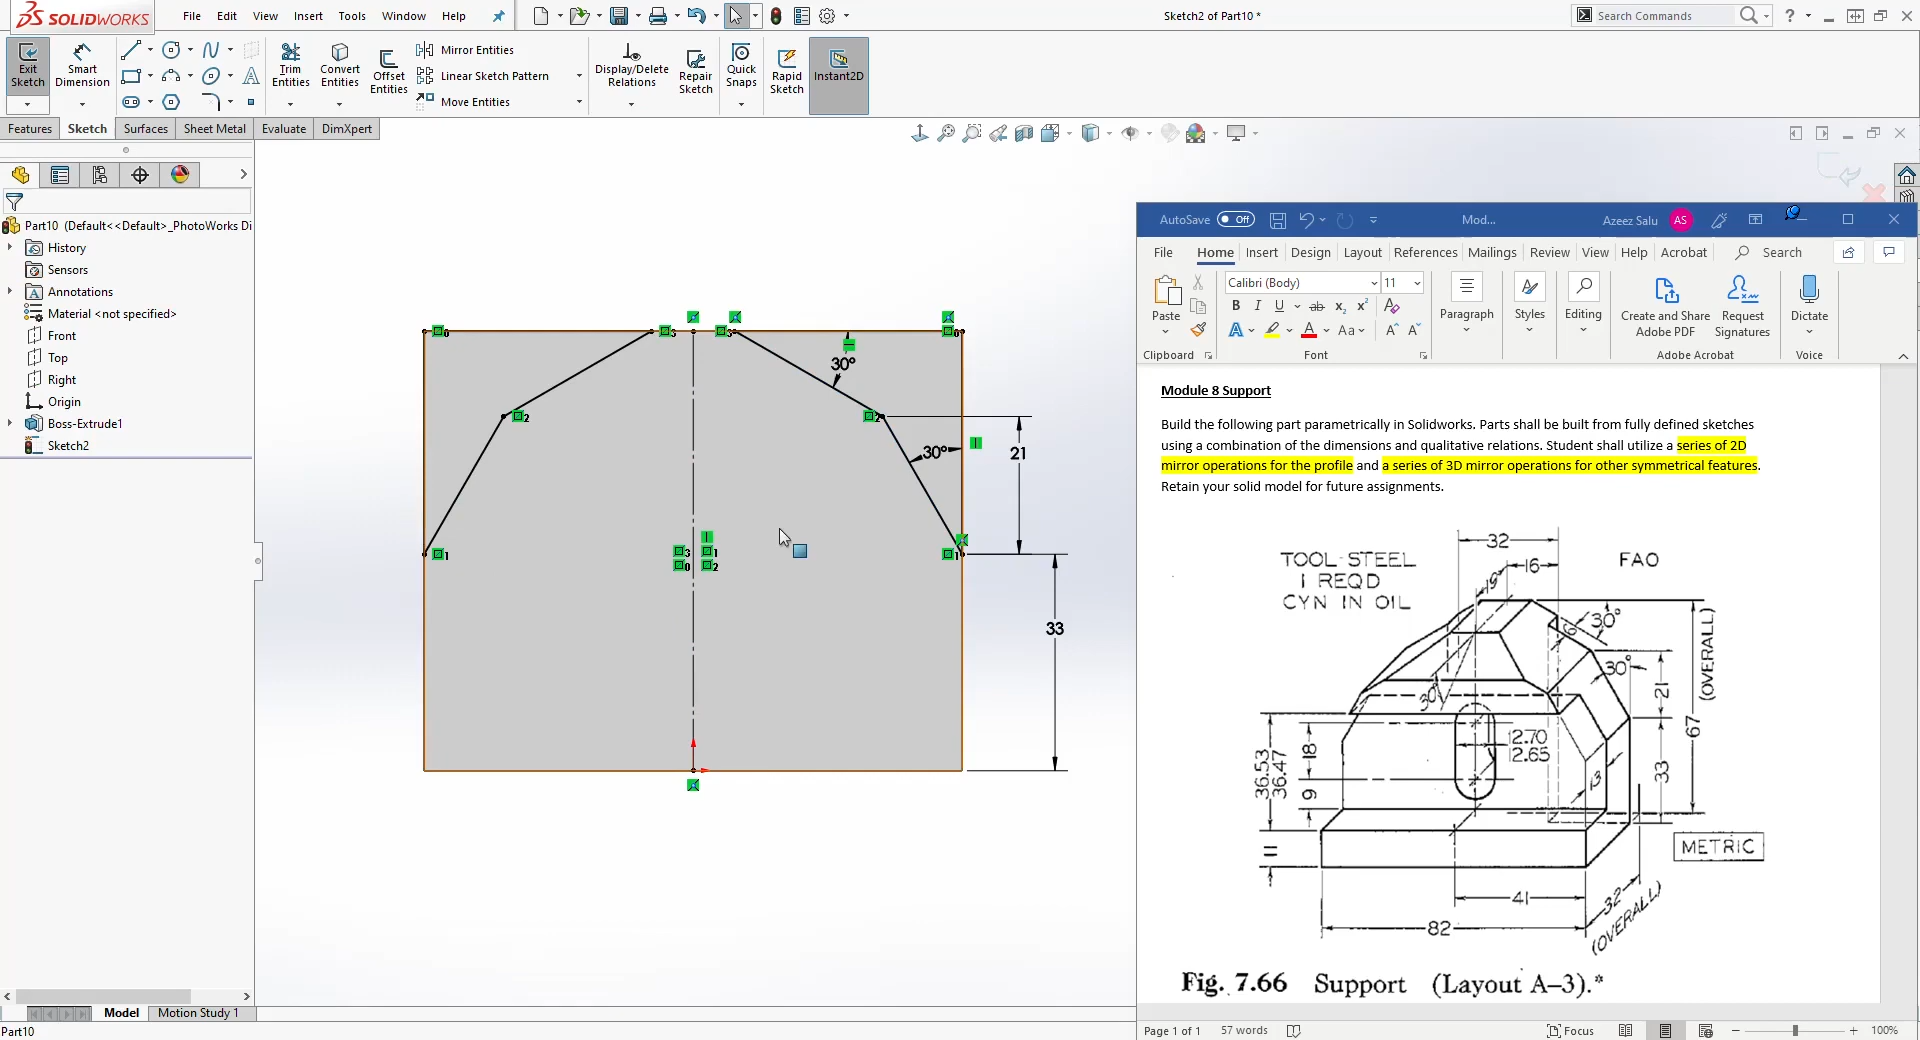 SOLIDWORKS
File Edit View Insert Tools Window Help
Sketch2 of Part10 *
Search Commands
Exit Sketch
Smart Dimension
Trim Entities
Convert Entities
Offset Entities
Mirror Entities
Linear Sketch Pattern
Move Entities
Display/Delete Relations
Repair Sketch
Quick Snaps
Rapid Sketch
Instant2D
Features Sketch Surfaces Sheet Metal Evaluate DimXpert
Part10 (Default<<Default>_PhotoWorks Di
History
Sensors
Annotations
Material <not specified>
Front
Top
Right
Origin
Boss-Extrude1
Sketch2
30°
30°
21
33
Model Motion Study 1
Part10
AutoSave Off
Mod...
Azeez Salu AS
File Home Insert Design Layout References Mailings Review View Help Acrobat Search
Paste
Clipboard
Calibri (Body) 11
B I U ab x₂ x²
Font
Paragraph
Styles
Editing
Create and Share Adobe PDF
Request Signatures
Adobe Acrobat
Dictate
Voice
Module 8 Support
Build the following part parametrically in Solidworks. Parts shall be built from fully defined sketches
using a combination of the dimensions and qualitative relations. Student shall utilize a series of 2D
mirror operations for the profile and a series of 3D mirror operations for other symmetrical features.
Retain your solid model for future assignments.
TOOL STEEL
1 REQD
CYN IN OIL
FAO
32
16
19
30°
6
30°
30°
21
67
(OVERALL)
33
36.53
36.47
18
9
11
12.70
12.65
13
METRIC
41
82
32
(OVERALL)
Fig. 7.66 Support (Layout A–3).*
Page 1 of 1 57 words
Focus
100%